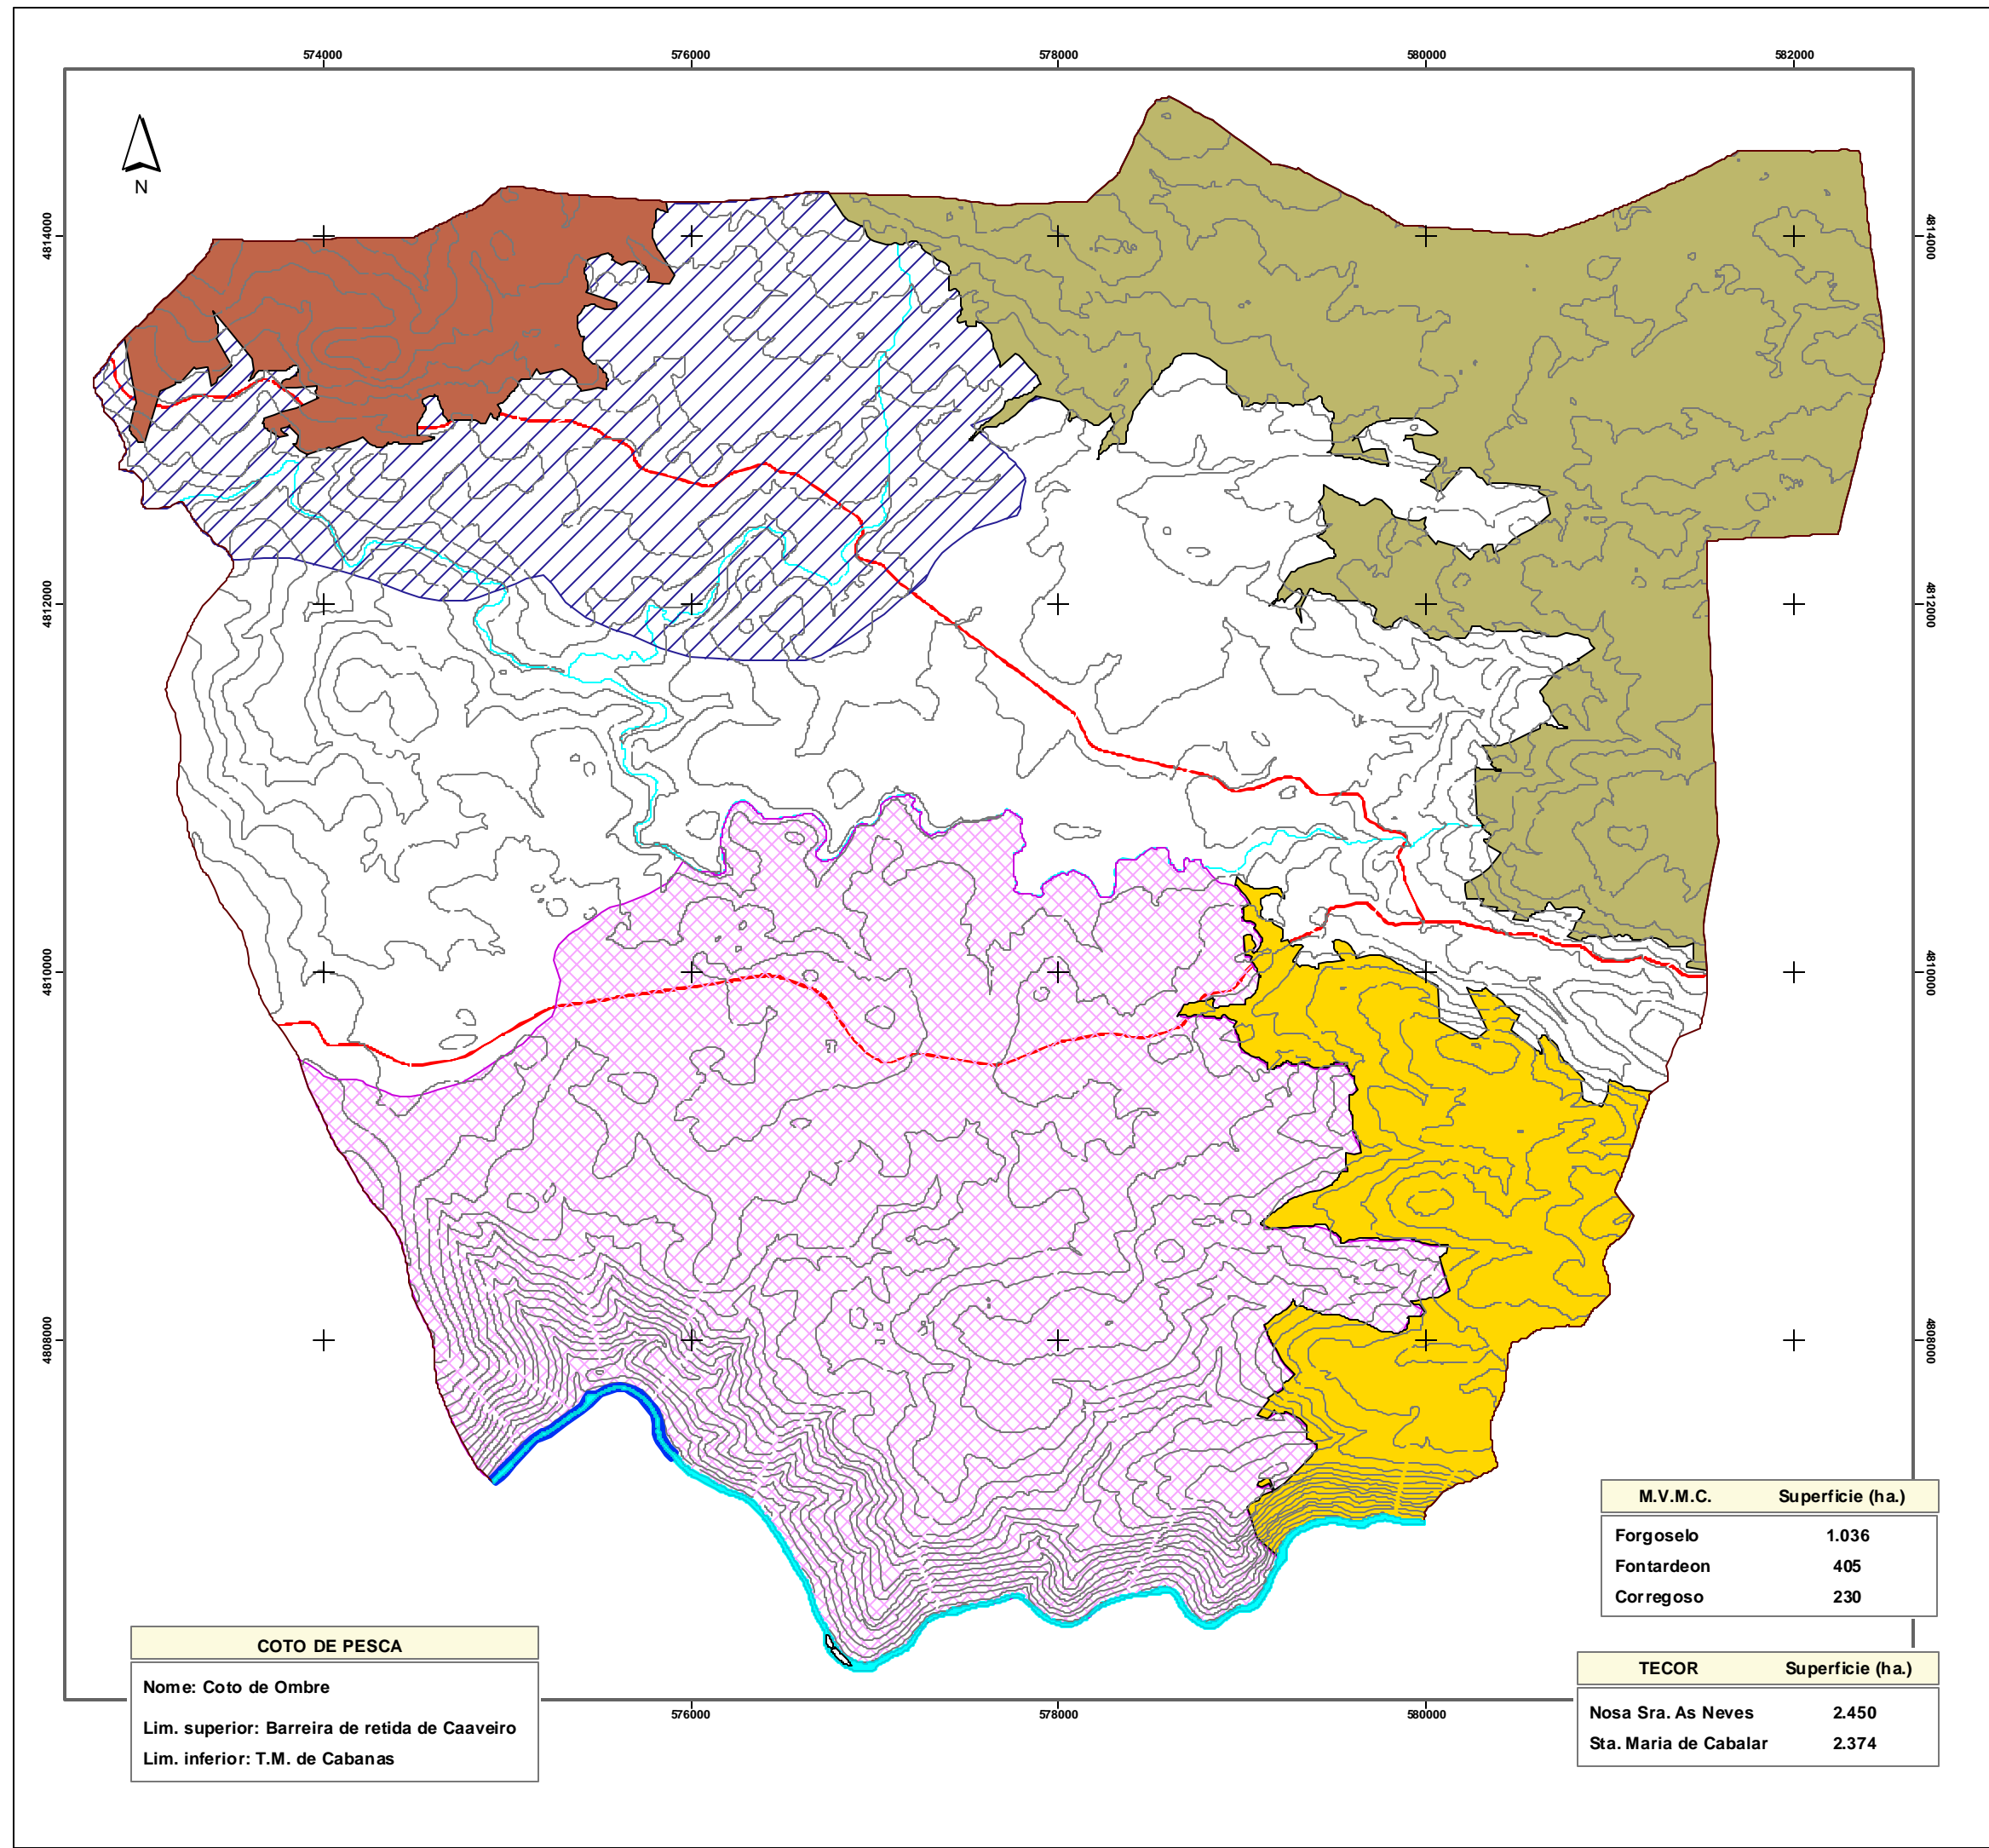 574000 576000 578000 580000 582000
N
4814000 4814000
4812000 4812000
4810000 4810000
4808000 4808000
M.V.M.C. Superficie (ha.)
Forgoselo 1.036
Fontardeon 405
Corregoso 230
COTO DE PESCA
Nome: Coto de Ombre
Lim. superior: Barreira de retida de Caaveiro
Lim. inferior: T.M. de Cabanas
TECOR Superficie (ha.)
Nosa Sra. As Neves 2.450
Sta. Maria de Cabalar 2.374
576000 578000 580000